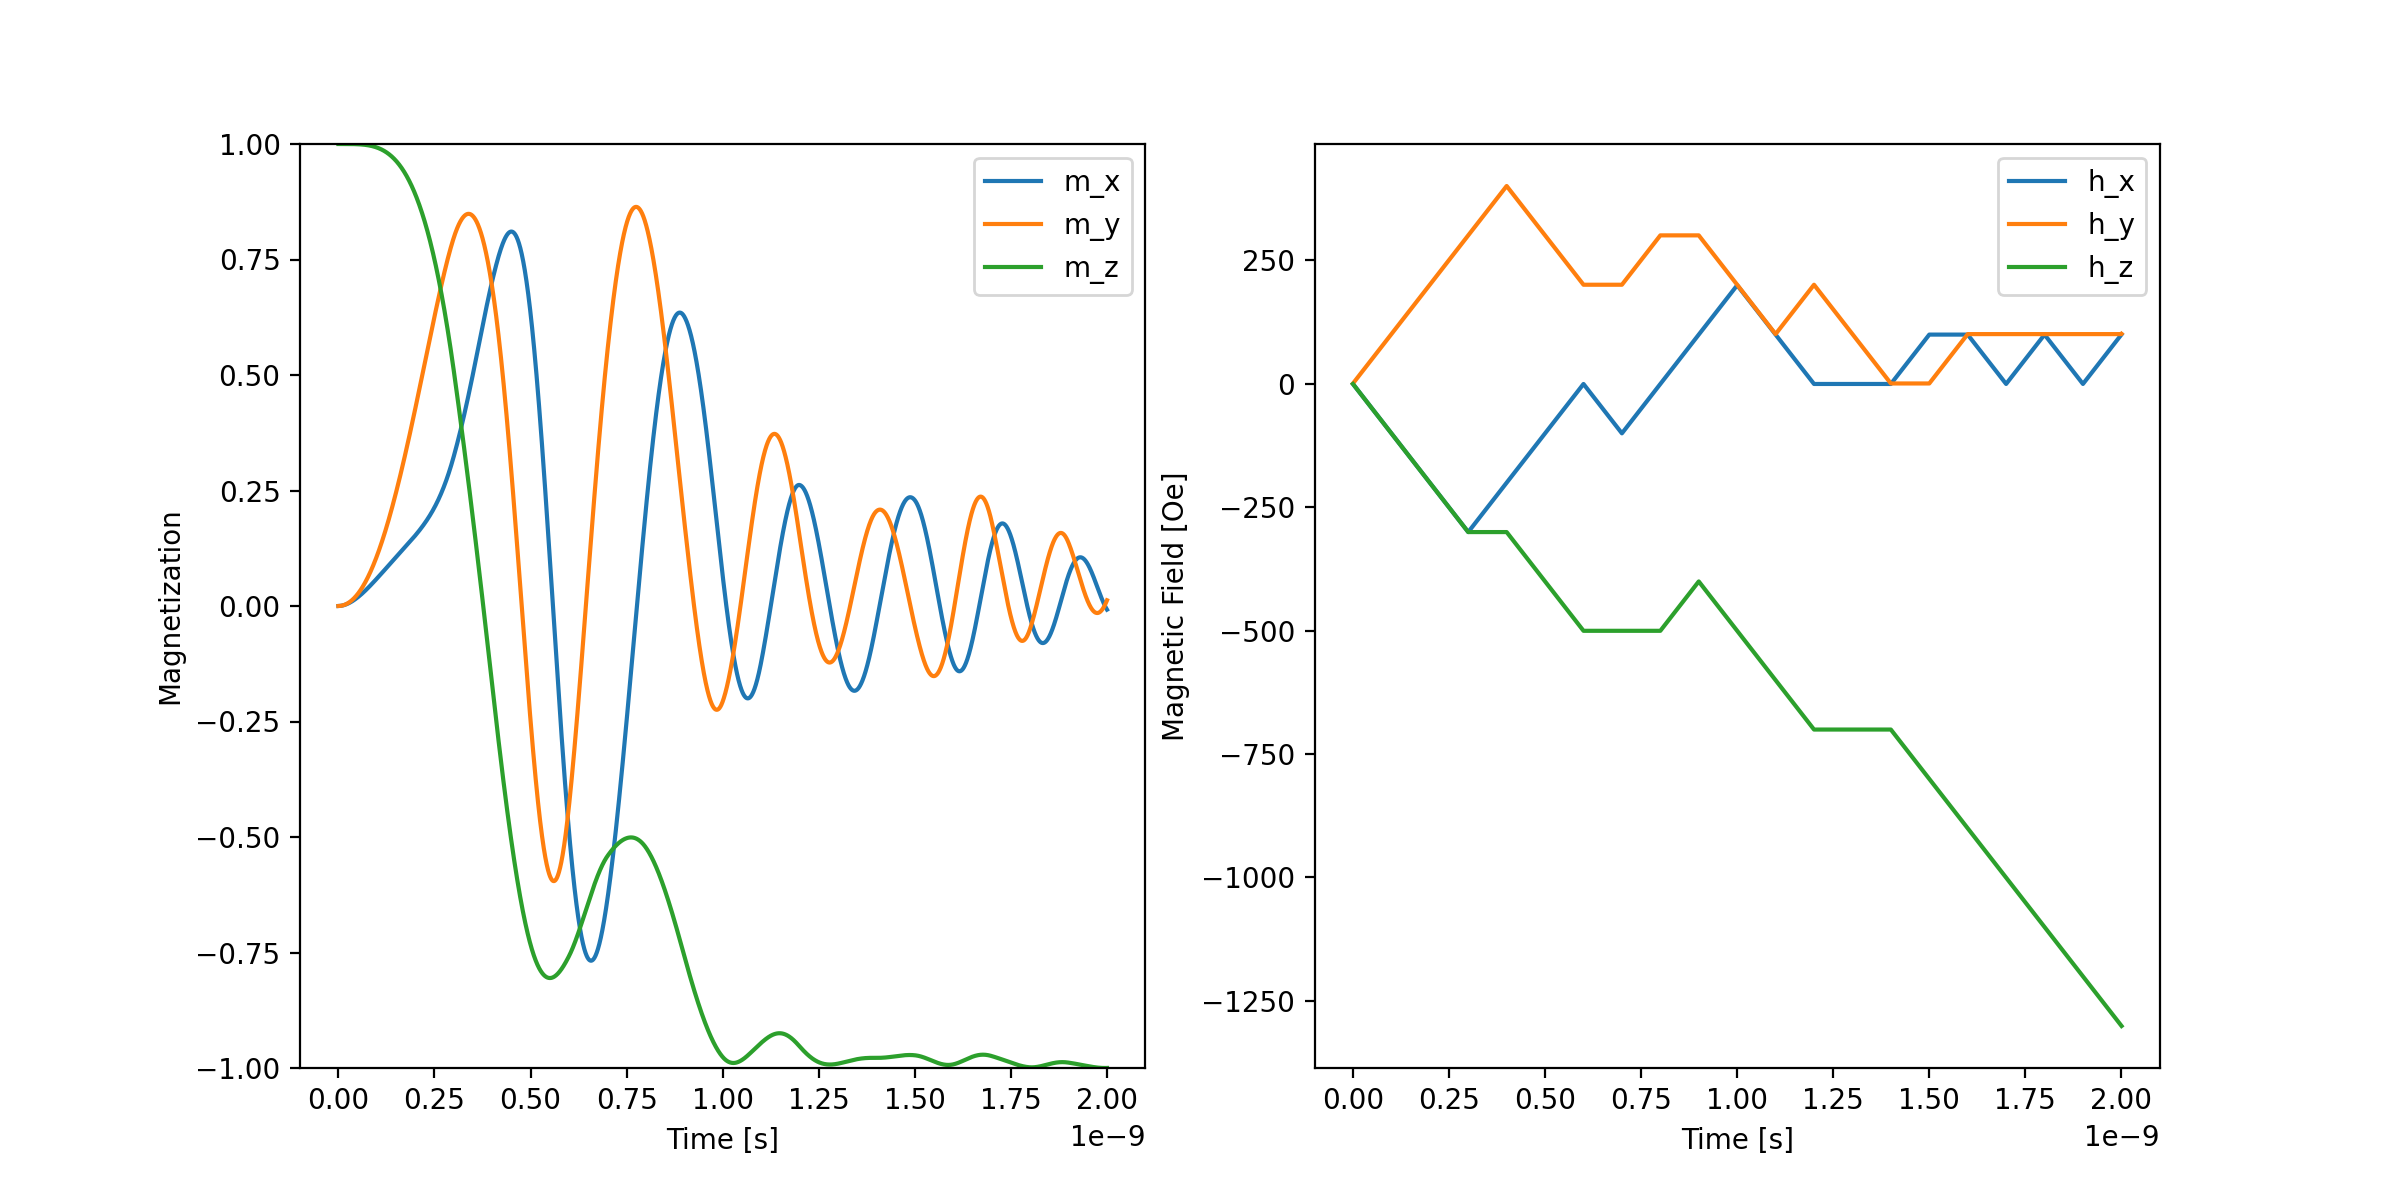 1.00
0.75
0.50
0.25
0.00
−0.25
−0.50
−0.75
−1.00
Magnetization
0.00 0.25 0.50 0.75 1.00 1.25 1.50 1.75 2.00
Time [s]
1e−9
m_x
m_y
m_z
250
0
−250
−500
−750
−1000
−1250
Magnetic Field [Oe]
0.00 0.25 0.50 0.75 1.00 1.25 1.50 1.75 2.00
Time [s]
1e−9
h_x
h_y
h_z